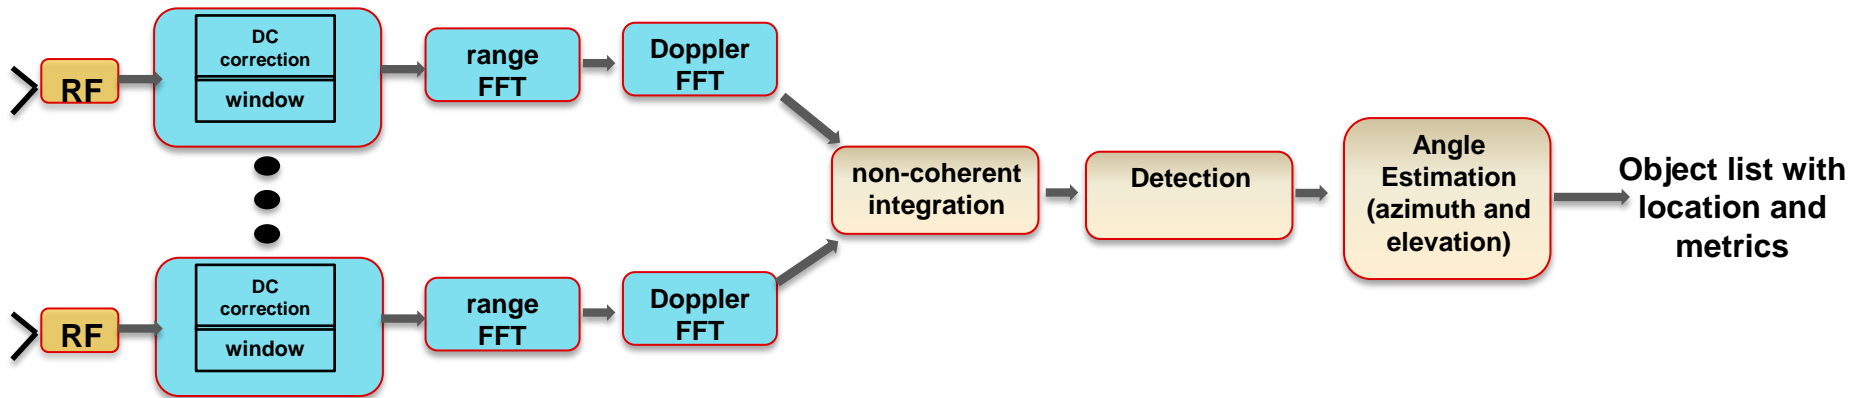 RF
DC
correction
window
range
FFT
Doppler
FFT
RF
DC
correction
window
range
FFT
Doppler
FFT
non-coherent
integration
Detection
Angle
Estimation
(azimuth and
elevation)
Object list with
location and
metrics